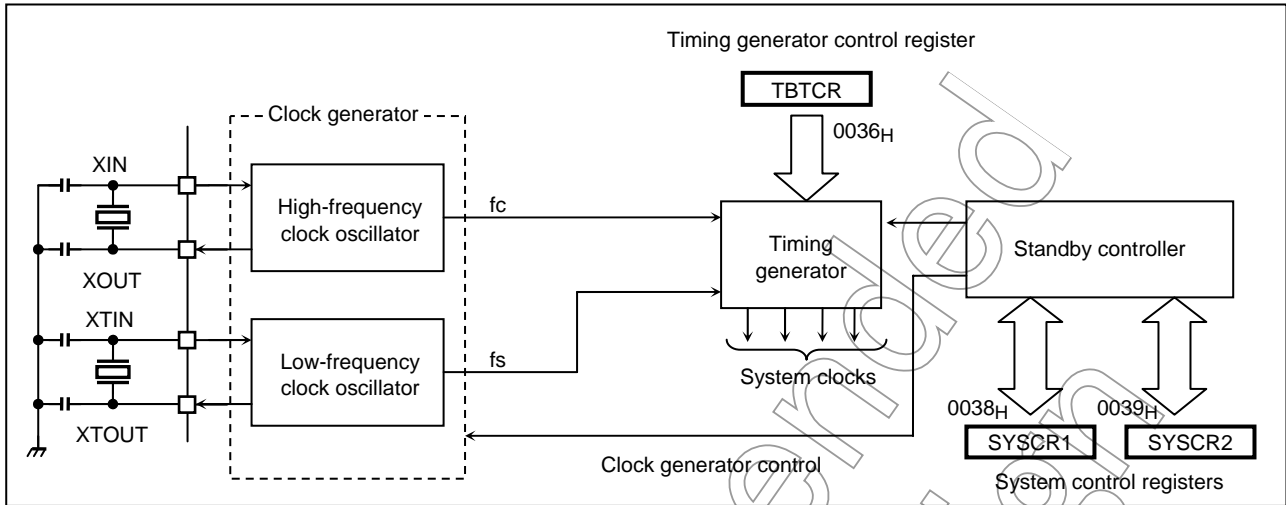 Timing generator control register
TBTCR
0036H
Clock generator
XIN
High-frequency
clock oscillator
XOUT
fc
Timing
generator
Standby controller
XTIN
Low-frequency
clock oscillator
XTOUT
fs
System clocks
0038H
0039H
SYSCR1
SYSCR2
Clock generator control
System control registers
ended